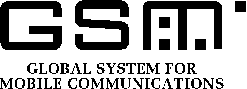 GSM
GLOBAL SYSTEM FOR
MOBILE COMMUNICATIONS